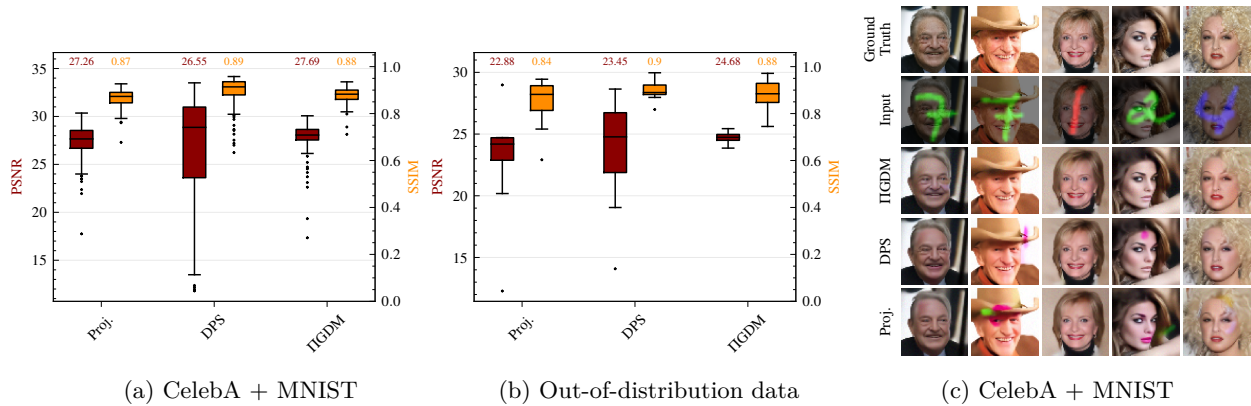 27.26 0.87 26.55 0.89 27.69 0.88
35
30
25
20
15
PSNR
1.0
0.8
0.6
0.4
0.2
0.0
SSIM
Proj. DPS ΠGDM
(a) CelebA + MNIST
22.88 0.84 23.45 0.9 24.68 0.88
30
25
20
15
PSNR
1.0
0.8
0.6
0.4
0.2
0.0
SSIM
Proj. DPS ΠGDM
(b) Out-of-distribution data
Ground
Truth
Input
ΠGDM
DPS
Proj.
(c) CelebA + MNIST